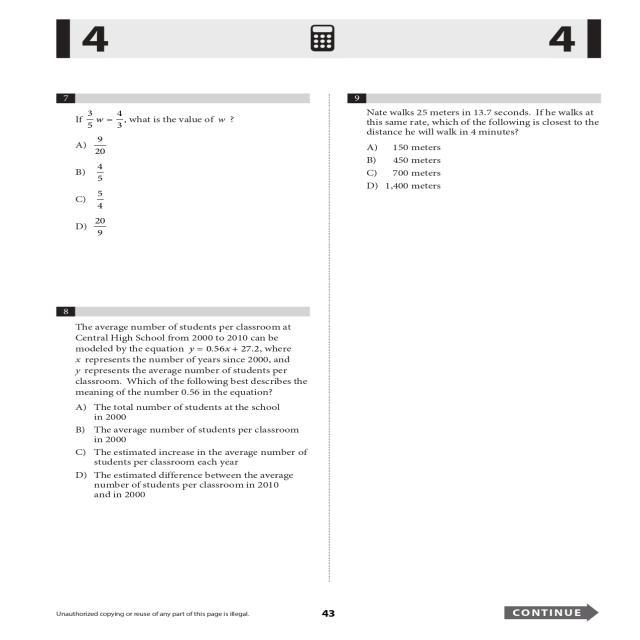 4
4
7
If 3/5 w = 4/3, what is the value of w ?
A) 9/20
B) 4/5
C) 5/4
D) 20/9
8
The average number of students per classroom at
Central High School from 2000 to 2010 can be
modeled by the equation y = 0.56x + 27.2, where
x represents the number of years since 2000, and
y represents the average number of students per
classroom. Which of the following best describes the
meaning of the number 0.56 in the equation?
A) The total number of students at the school
in 2000
B) The average number of students per classroom
in 2000
C) The estimated increase in the average number of
students per classroom each year
D) The estimated difference between the average
number of students per classroom in 2010
and in 2000
9
Nate walks 25 meters in 13.7 seconds. If he walks at
this same rate, which of the following is closest to the
distance he will walk in 4 minutes?
A) 150 meters
B) 450 meters
C) 700 meters
D) 1,400 meters
Unauthorized copying or reuse of any part of this page is illegal.
43
CONTINUE